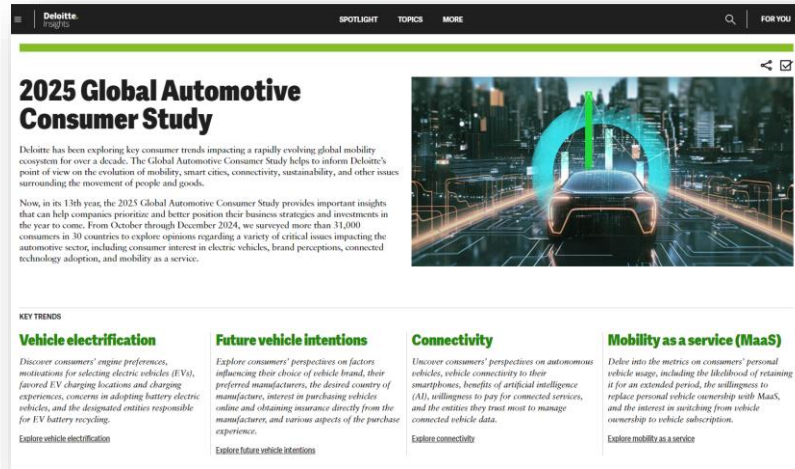 Deloitte.
Insights
SPOTLIGHT TOPICS MORE
FOR YOU
2025 Global Automotive
Consumer Study
Deloitte has been exploring key consumer trends impacting a rapidly evolving global mobility
ecosystem for over a decade. The Global Automotive Consumer Study helps to inform Deloitte's
point of view on the evolution of mobility, smart cities, connectivity, sustainability, and other issues
surrounding the movement of people and goods.
Now, in its 13th year, the 2025 Global Automotive Consumer Study provides important insights
that can help companies prioritize and better position their business strategies and investments in
the year to come. From October through December 2024, we surveyed more than 31,000
consumers in 30 countries to explore opinions regarding a variety of critical issues impacting the
automotive sector, including consumer interest in electric vehicles, brand perceptions, connected
technology adoption, and mobility as a service.
KEY TRENDS
Vehicle electrification
Discover consumers' engine preferences,
motivations for selecting electric vehicles (EVs),
favored EV charging locations and charging
experiences, concerns in adopting battery electric
vehicles, and the designated entities responsible
for EV battery recycling.
Explore vehicle electrification
Future vehicle intentions
Explore consumers' perspectives on factors
influencing their choice of vehicle brand, their
preferred manufacturers, the desired country of
manufacture, interest in purchasing vehicles
online and obtaining insurance directly from the
manufacturer, and various aspects of the purchase
experience.
Explore future vehicle intentions
Connectivity
Uncover consumers' perspectives on autonomous
vehicles, vehicle connectivity to their
smartphones, benefits of artificial intelligence
(AI), willingness to pay for connected services,
and the entities they trust most to manage
connected vehicle data.
Explore connectivity
Mobility as a service (MaaS)
Delve into the metrics on consumers' personal
vehicle usage, including the likelihood of retaining
it for an extended period, the willingness to
replace personal vehicle ownership with MaaS,
and the interest in switching from vehicle
ownership to vehicle subscription.
Explore mobility as a service